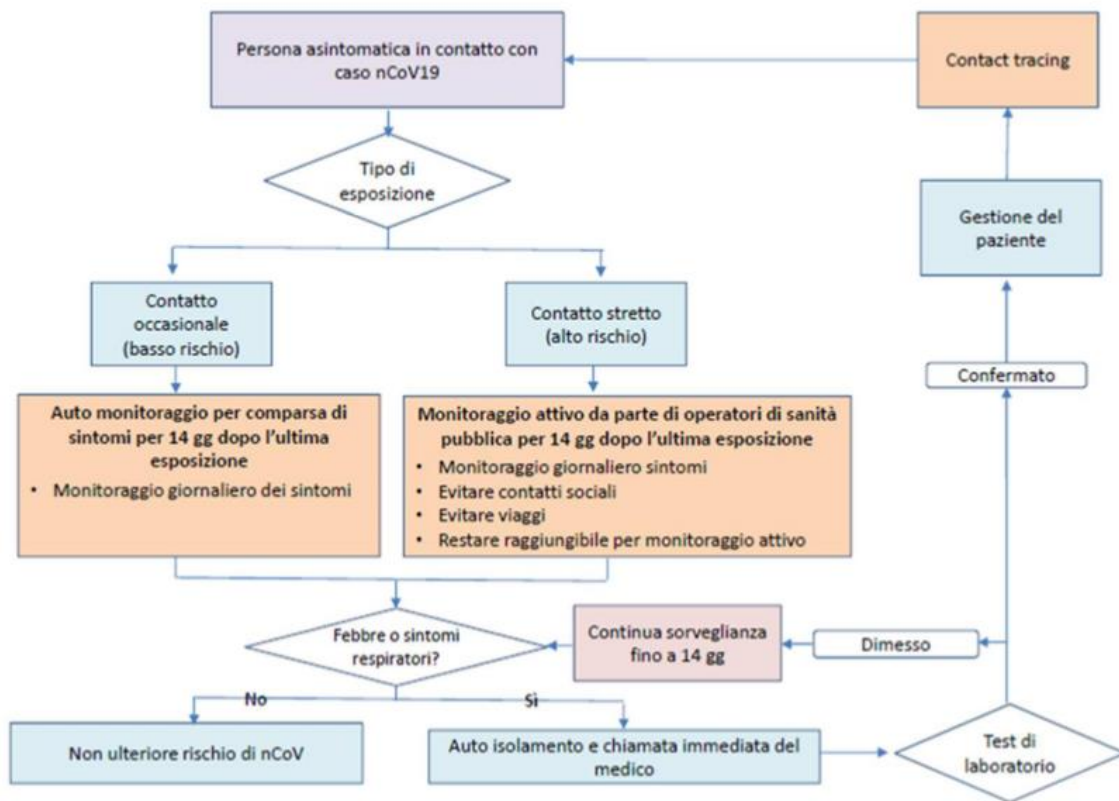 Persona asintomatica in contatto con
caso nCoV19
Contact tracing
Tipo di
esposizione
Gestione del
paziente
Contatto
occasionale
(basso rischio)
Contatto stretto
(alto rischio)
Confermato
Auto monitoraggio per comparsa di
sintomi per 14 gg dopo l'ultima
esposizione
• Monitoraggio giornaliero dei sintomi
Monitoraggio attivo da parte di operatori di sanità
pubblica per 14 gg dopo l'ultima esposizione
• Monitoraggio giornaliero sintomi
• Evitare contatti sociali
• Evitare viaggi
• Restare raggiungibile per monitoraggio attivo
Febbre o sintomi
respiratori?
Continua sorveglianza
fino a 14 gg
Dimesso
No
Sì
Non ulteriore rischio di nCoV
Auto isolamento e chiamata immediata del
medico
Test di
laboratorio